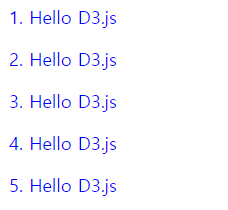 1. Hello D3.js
2. Hello D3.js
3. Hello D3.js
4. Hello D3.js
5. Hello D3.js